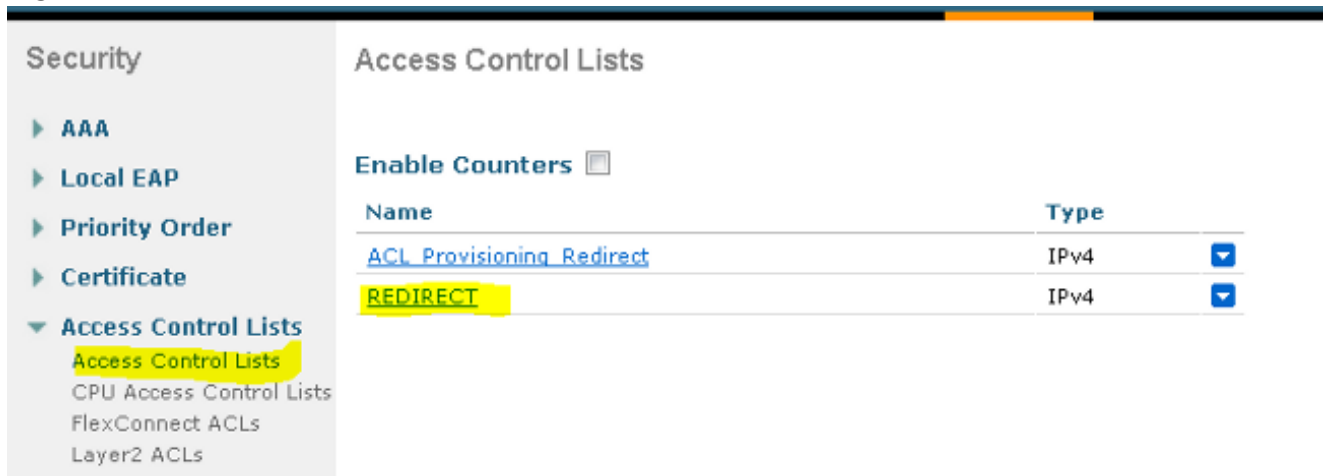 Security
AAA
Local EAP
Priority Order
Certificate
Access Control Lists
Access Control Lists
CPU Access Control Lists
FlexConnect ACLs
Layer2 ACLs
Access Control Lists
Enable Counters
Name Type
ACL_Provisioning_Redirect IPv4
REDIRECT IPv4